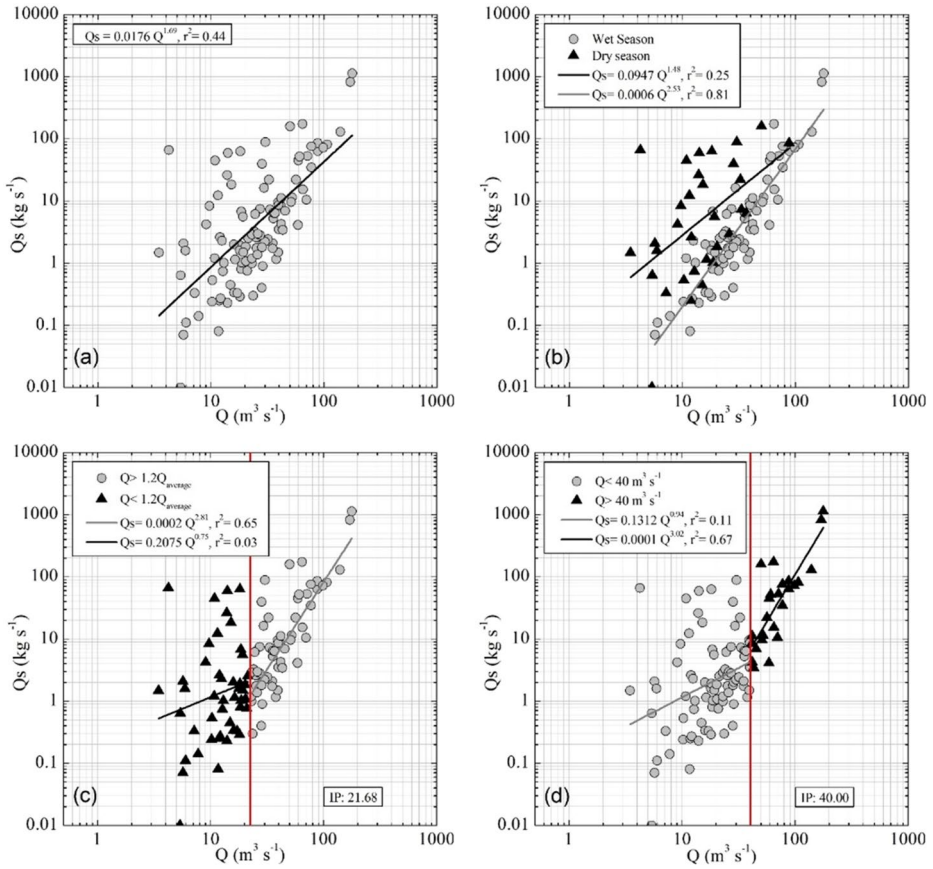 Qs = 0.0176 Q^1.69, r²= 0.44
10000
1000
100
10
1
0.1
0.01
Qs (kg s⁻¹)
(a)
1
10
100
1000
Q (m³ s⁻¹)
Wet Season
Dry season
Qs= 0.0947 Q^1.48, r²= 0.25
Qs= 0.0006 Q^2.53, r²= 0.81
10000
1000
100
10
1
0.1
0.01
Qs (kg s⁻¹)
(b)
1
10
100
1000
Q (m³ s⁻¹)
Q> 1.2Qaverage
Q< 1.2Qaverage
Qs= 0.0002 Q^2.81, r²= 0.65
Qs= 0.2075 Q^0.75, r²= 0.03
10000
1000
100
10
1
0.1
0.01
Qs (kg s⁻¹)
(c)
IP: 21.68
1
10
100
1000
Q (m³ s⁻¹)
Q< 40 m³ s⁻¹
Q> 40 m³ s⁻¹
Qs= 0.1312 Q^0.94, r²= 0.11
Qs= 0.0001 Q^3.02, r²= 0.67
10000
1000
100
10
1
0.1
0.01
Qs (kg s⁻¹)
(d)
IP: 40.00
1
10
100
1000
Q (m³ s⁻¹)